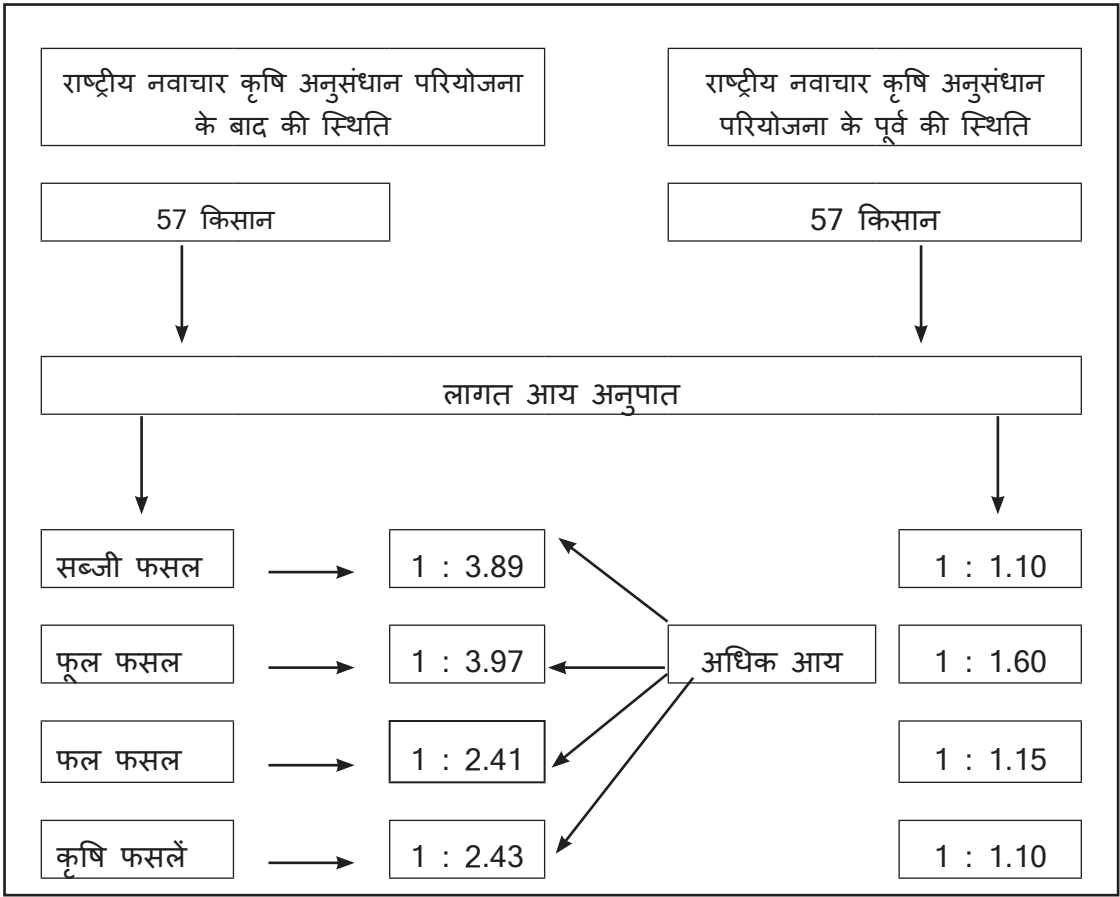 राष्ट्रीय नवाचार कृषि अनुसंधान परियोजना
के बाद की स्थिति
राष्ट्रीय नवाचार कृषि अनुसंधान
परियोजना के पूर्व की स्थिति
57 किसान
57 किसान
लागत आय अनुपात
सब्जी फसल
1 : 3.89
1 : 1.10
फूल फसल
1 : 3.97
अधिक आय
1 : 1.60
फल फसल
1 : 2.41
1 : 1.15
कृषि फसलें
1 : 2.43
1 : 1.10